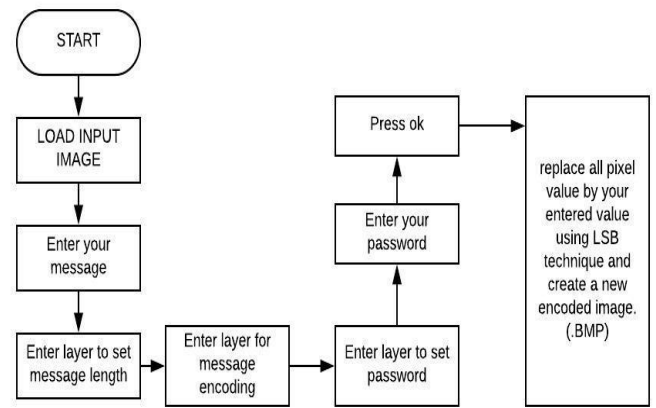 START
LOAD INPUT
IMAGE
Enter your
message
Enter layer to set
message length
Enter layer for
message
encoding
Enter layer to set
password
Enter your
password
Press ok
replace all pixel
value by your
entered value
using LSB
technique and
create a new
encoded image.
(.BMP)